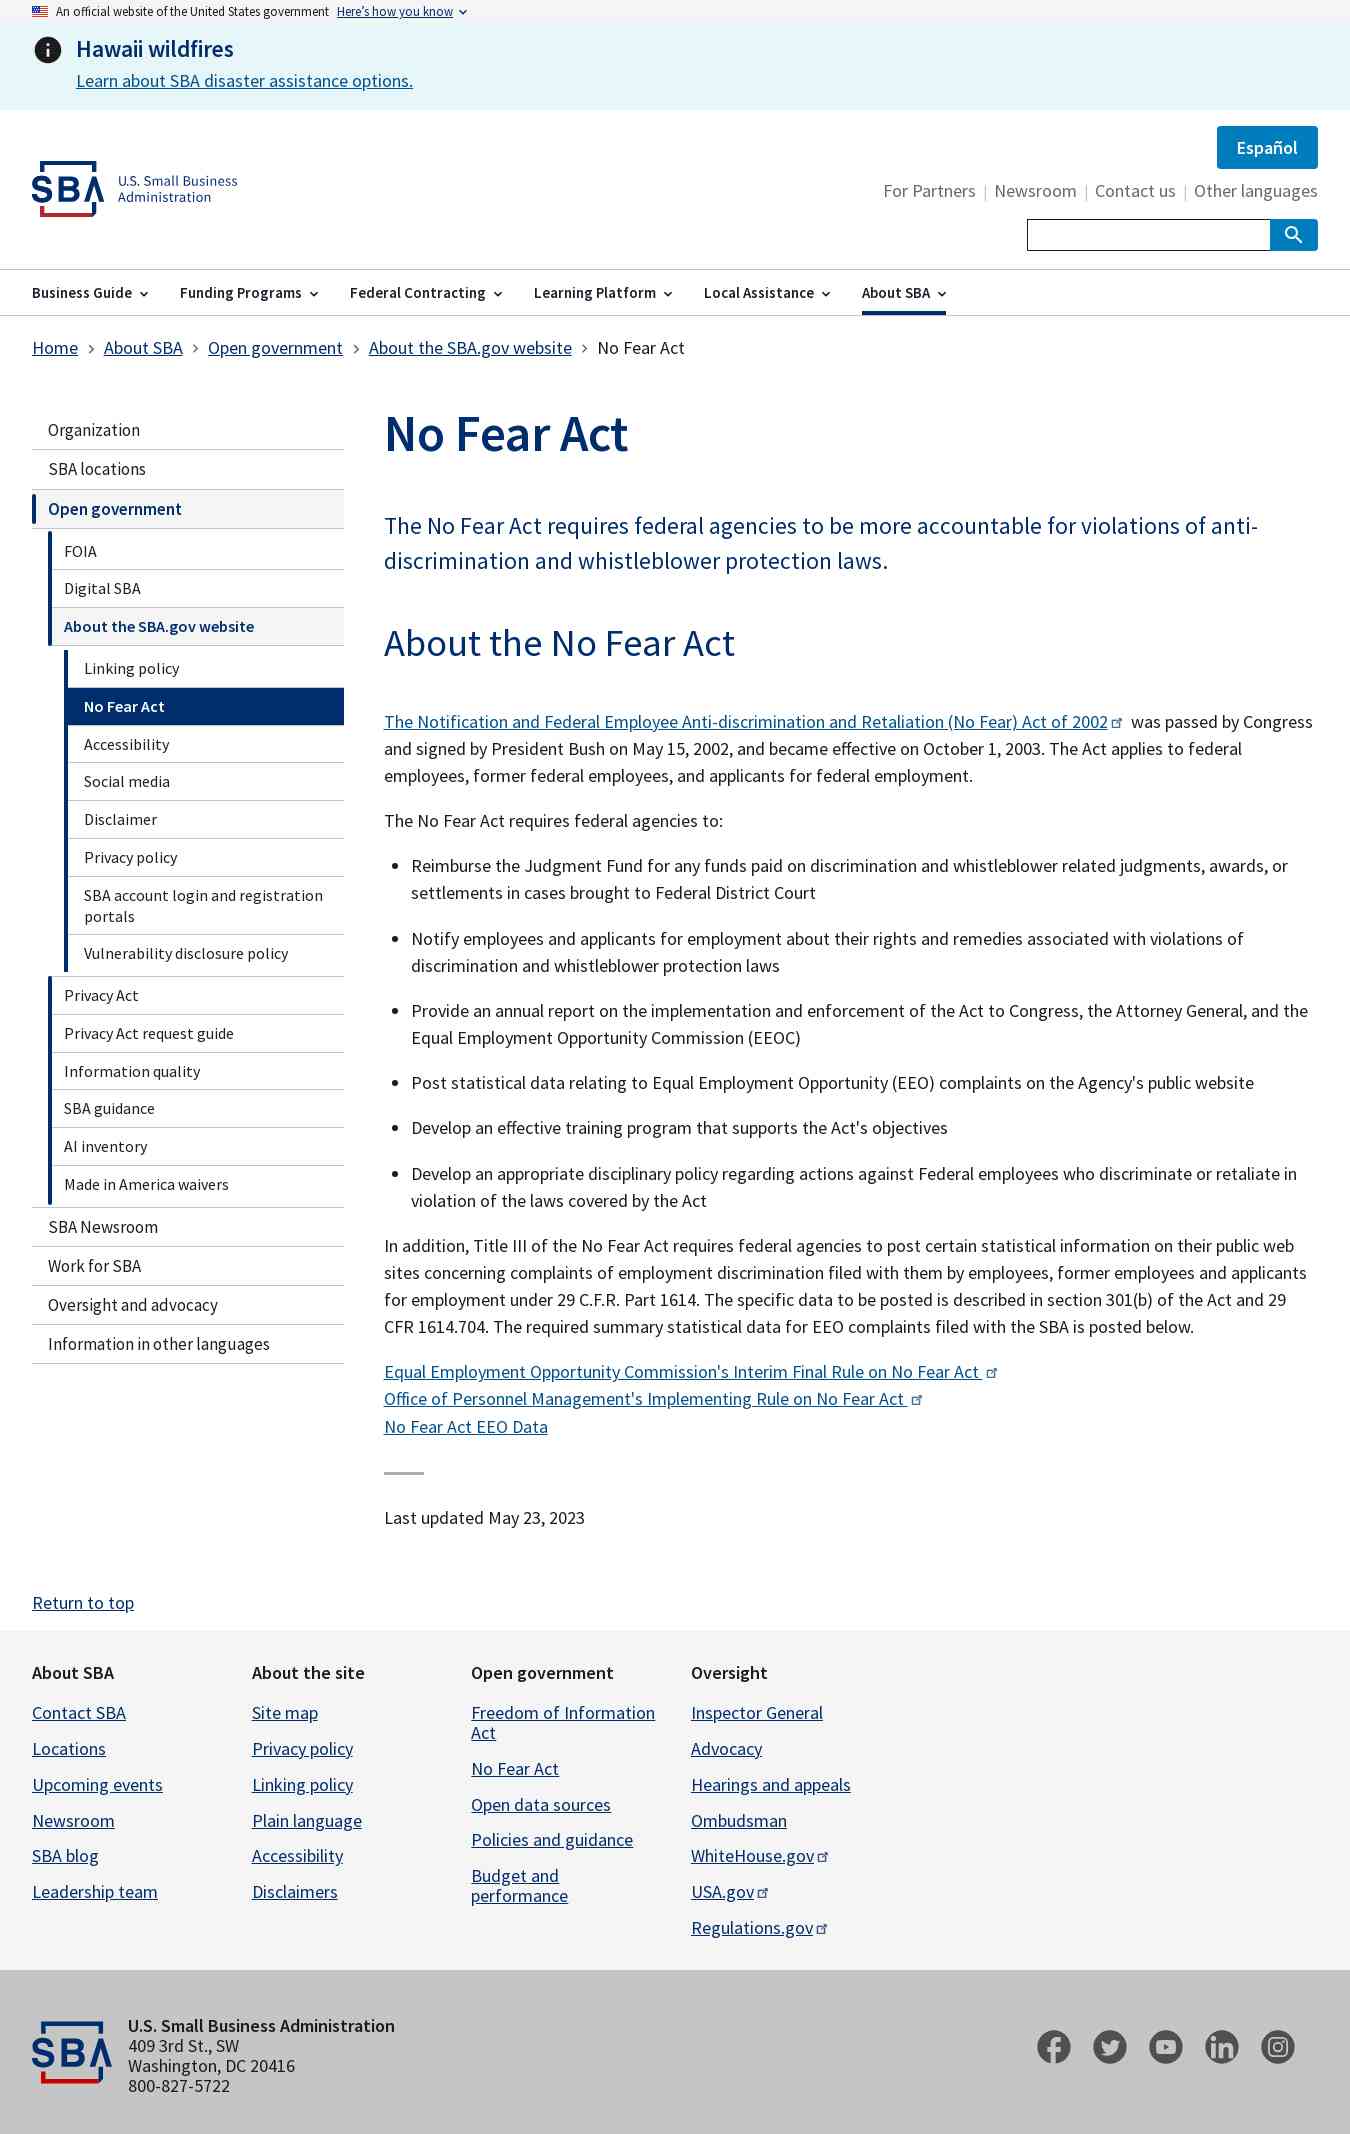 An official website of the United States government Here's how you know
Hawaii wildfires
Learn about SBA disaster assistance options.
Español
SBA U.S. Small Business
Administration
For Partners | Newsroom | Contact us | Other languages
Business Guide Funding Programs Federal Contracting Learning Platform Local Assistance About SBA
Home About SBA Open government About the SBA.gov website No Fear Act
Organization
SBA locations
Open government
FOIA
Digital SBA
About the SBA.gov website
Linking policy
No Fear Act
Accessibility
Social media
Disclaimer
Privacy policy
SBA account login and registration
portals
Vulnerability disclosure policy
Privacy Act
Privacy Act request guide
Information quality
SBA guidance
AI inventory
Made in America waivers
SBA Newsroom
Work for SBA
Oversight and advocacy
Information in other languages
No Fear Act
The No Fear Act requires federal agencies to be more accountable for violations of anti-
discrimination and whistleblower protection laws.
About the No Fear Act
The Notification and Federal Employee Anti-discrimination and Retaliation (No Fear) Act of 2002 was passed by Congress
and signed by President Bush on May 15, 2002, and became effective on October 1, 2003. The Act applies to federal
employees, former federal employees, and applicants for federal employment.
The No Fear Act requires federal agencies to:
• Reimburse the Judgment Fund for any funds paid on discrimination and whistleblower related judgments, awards, or
settlements in cases brought to Federal District Court
• Notify employees and applicants for employment about their rights and remedies associated with violations of
discrimination and whistleblower protection laws
• Provide an annual report on the implementation and enforcement of the Act to Congress, the Attorney General, and the
Equal Employment Opportunity Commission (EEOC)
• Post statistical data relating to Equal Employment Opportunity (EEO) complaints on the Agency's public website
• Develop an effective training program that supports the Act's objectives
• Develop an appropriate disciplinary policy regarding actions against Federal employees who discriminate or retaliate in
violation of the laws covered by the Act
In addition, Title III of the No Fear Act requires federal agencies to post certain statistical information on their public web
sites concerning complaints of employment discrimination filed with them by employees, former employees and applicants
for employment under 29 C.F.R. Part 1614. The specific data to be posted is described in section 301(b) of the Act and 29
CFR 1614.704. The required summary statistical data for EEO complaints filed with the SBA is posted below.
Equal Employment Opportunity Commission's Interim Final Rule on No Fear Act
Office of Personnel Management's Implementing Rule on No Fear Act
No Fear Act EEO Data
Last updated May 23, 2023
Return to top
About SBA
Contact SBA
Locations
Upcoming events
Newsroom
SBA blog
Leadership team
About the site
Site map
Privacy policy
Linking policy
Plain language
Accessibility
Disclaimers
Open government
Freedom of Information
Act
No Fear Act
Open data sources
Policies and guidance
Budget and
performance
Oversight
Inspector General
Advocacy
Hearings and appeals
Ombudsman
WhiteHouse.gov
USA.gov
Regulations.gov
SBA
U.S. Small Business Administration
409 3rd St., SW
Washington, DC 20416
800-827-5722